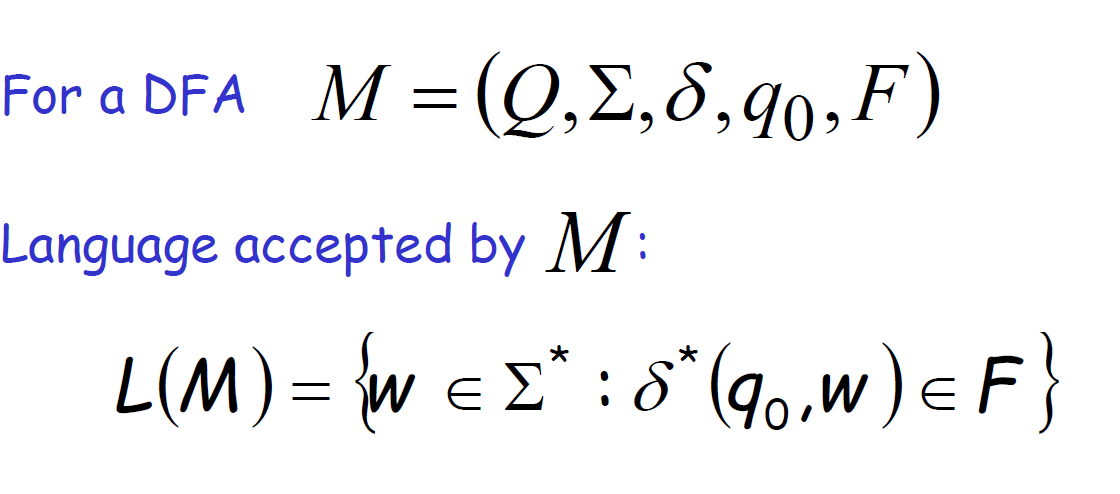 For a DFA M = (Q,Σ,δ,q₀,F)
Language accepted by M:
L(M) = {w ∈ Σ* : δ*(q₀,w) ∈ F}